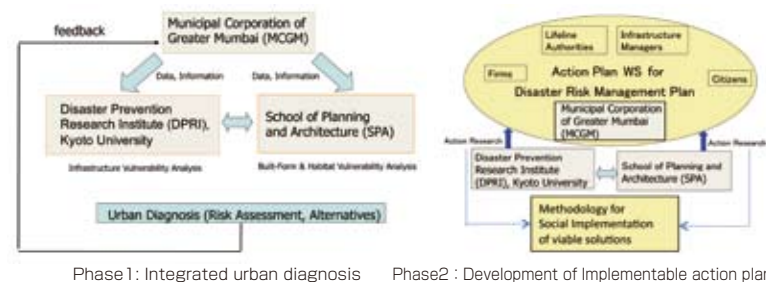 feedback
Municipal Corporation of
Greater Mumbai (MCGM)
Data, Information
Data, Information
Disaster Prevention
Research Institute (DPRI),
Kyoto University
School of Planning
and Architecture (SPA)
Infrastructure Vulnerability Analysis
Built-Form & Habitat Vulnerability Analysis
Urban Diagnosis (Risk Assessment, Alternatives)
Phase1: Integrated urban diagnosis
Lifeline
Authorities
Infrastructure
Managers
Firms
Action Plan WS for
Citizens
Disaster Risk Management Plan
Municipal Corporation
of Greater Mumbai
(MCGM)
Action Research
Action Research
Disaster Prevention
Research Institute
(DPRI), Kyoto University
School of Planning and
Architecture (SPA)
Methodology for
Social Implementation
of viable solutions
Phase2 : Development of Implementable action plan